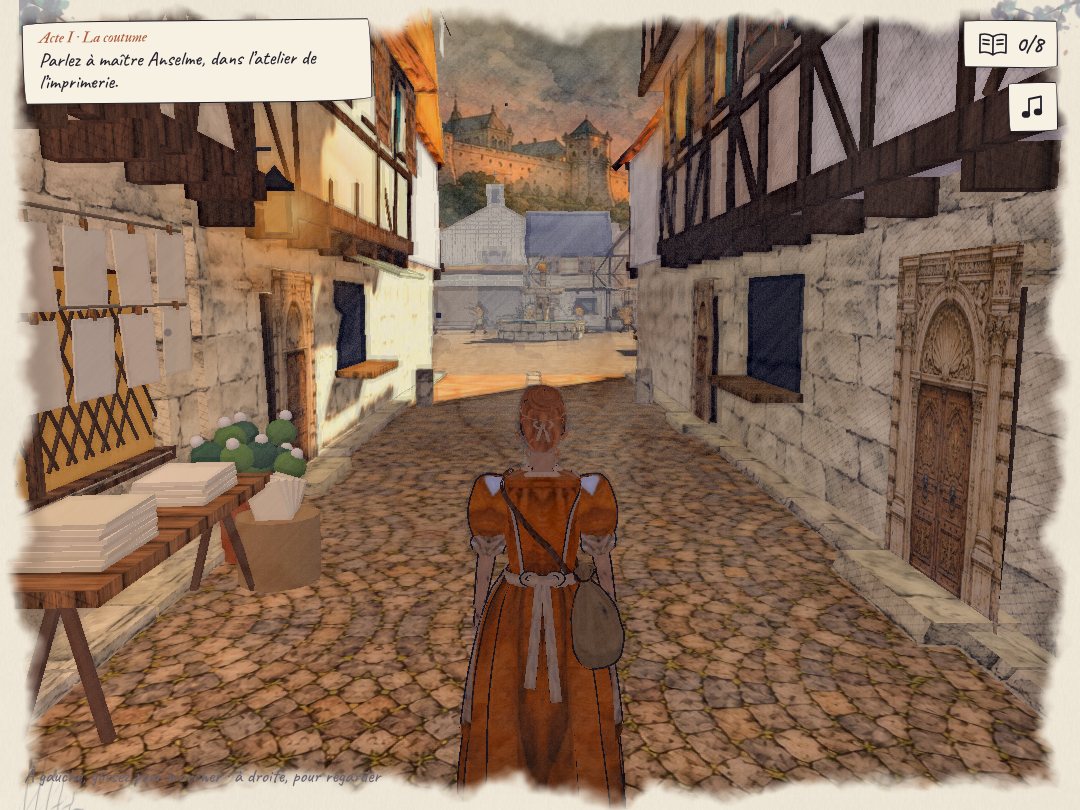 Acte I · La coutume
Parlez à maître Anselme, dans l'atelier de
l'imprimerie.
0/8
à droite, pour regarder